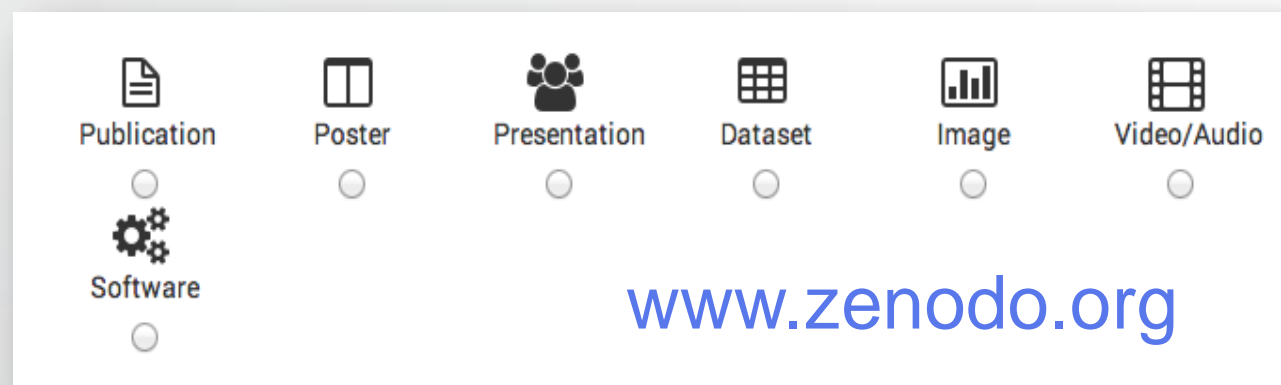 Publication Poster Presentation Dataset Image Video/Audio
Software
www.zenodo.org